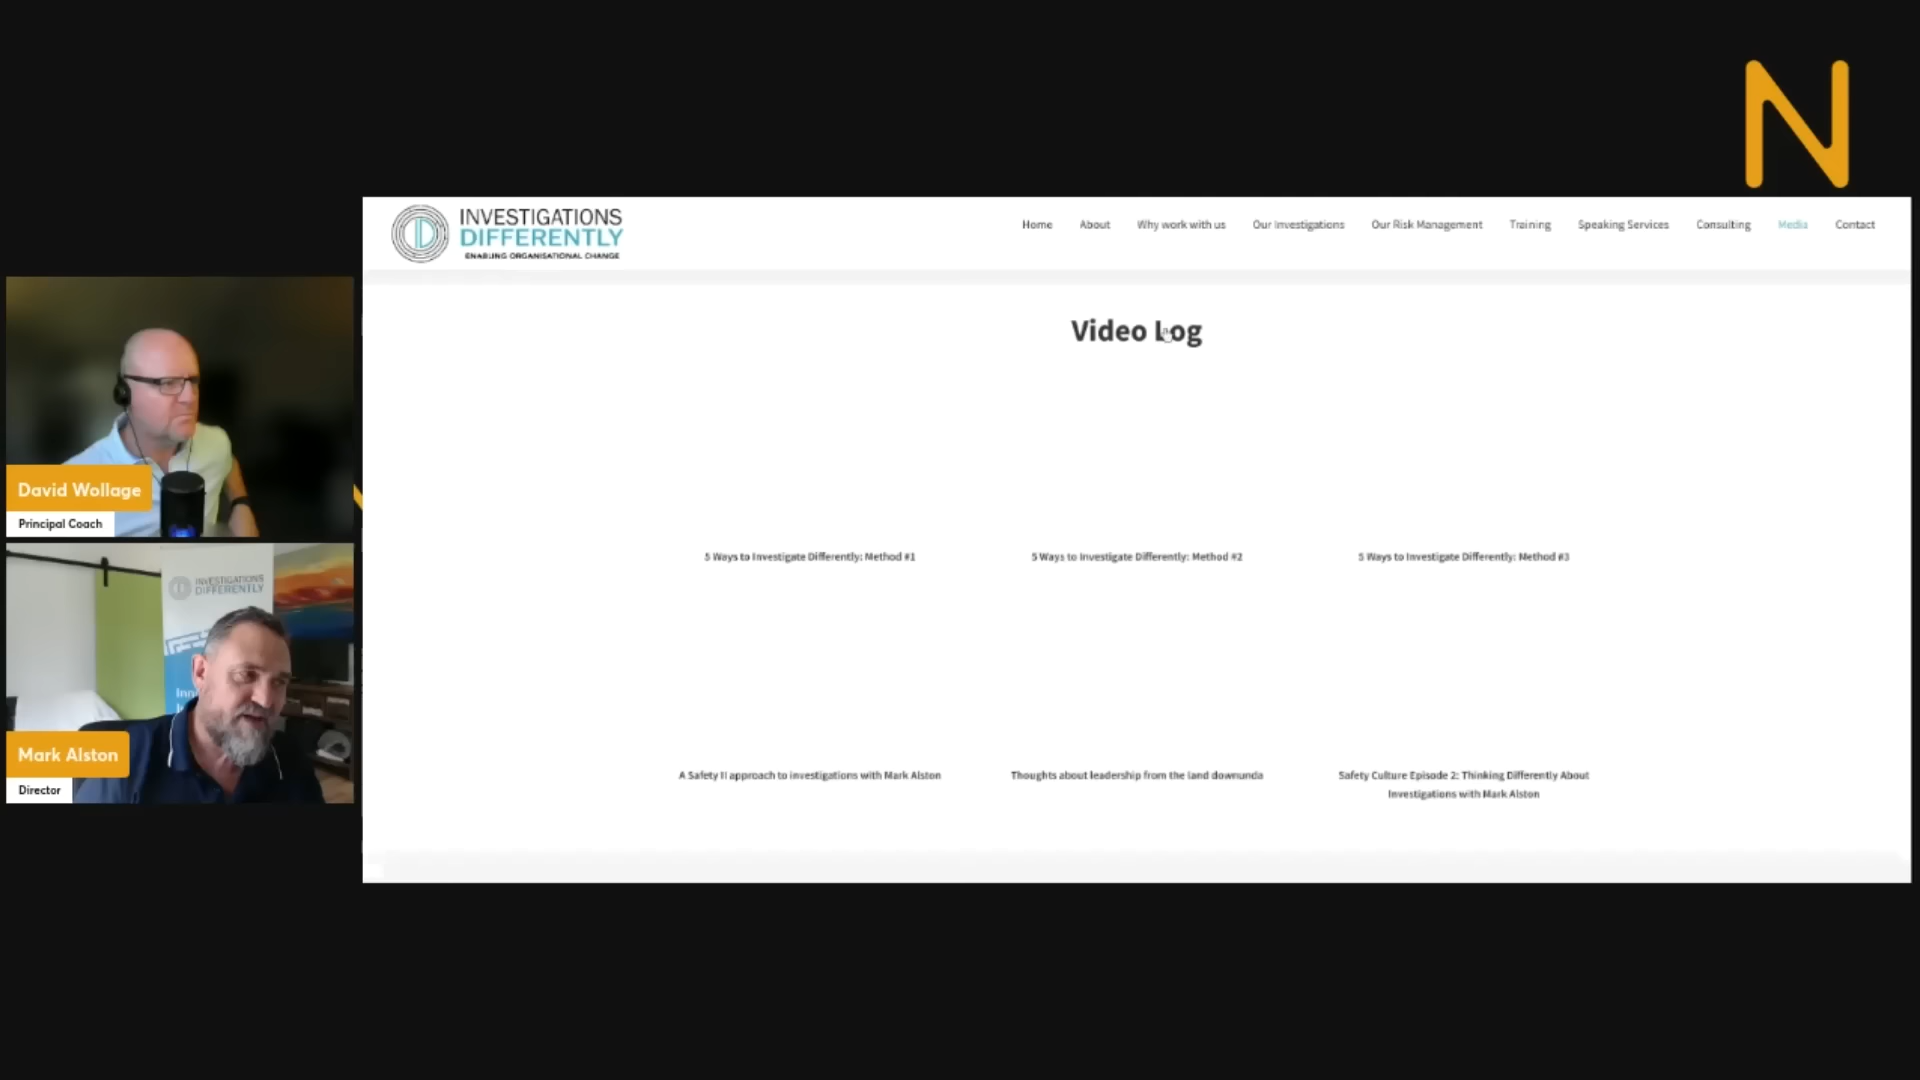 N
INVESTIGATIONS
DIFFERENTLY
ENABLING ORGANISATIONAL CHANGE
Home
About
Why work with us
Our Investigations
Our Risk Management
Training
Speaking Services
Consulting
Media
Contact
Video Log
David Wollage
Principal Coach
5 Ways to Investigate Differently: Method #1
5 Ways to Investigate Differently: Method #2
5 Ways to Investigate Differently: Method #3
INVESTIGATIONS
DIFFERENTLY
Mark Alston
Director
A Safety II approach to investigations with Mark Alston
Thoughts about leadership from the land downunda
Safety Culture Episode 2: Thinking Differently About
Investigations with Mark Alston